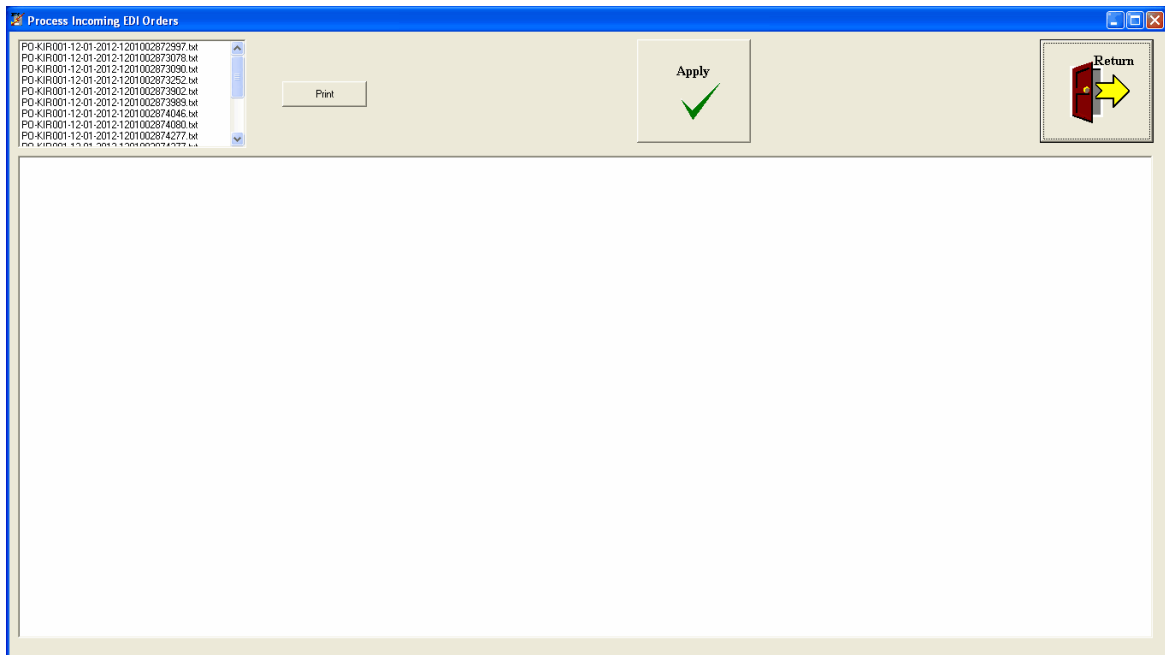 Process Incoming EDI Orders
PO-KIR001-12-01-2012-1201002872997.txt
PO-KIR001-12-01-2012-1201002873078.txt
PO-KIR001-12-01-2012-1201002873090.txt
PO-KIR001-12-01-2012-1201002873252.txt
PO-KIR001-12-01-2012-1201002873902.txt
PO-KIR001-12-01-2012-1201002873989.txt
PO-KIR001-12-01-2012-1201002874046.txt
PO-KIR001-12-01-2012-1201002874080.txt
PO-KIR001-12-01-2012-1201002874277.txt
Print
Apply
Return